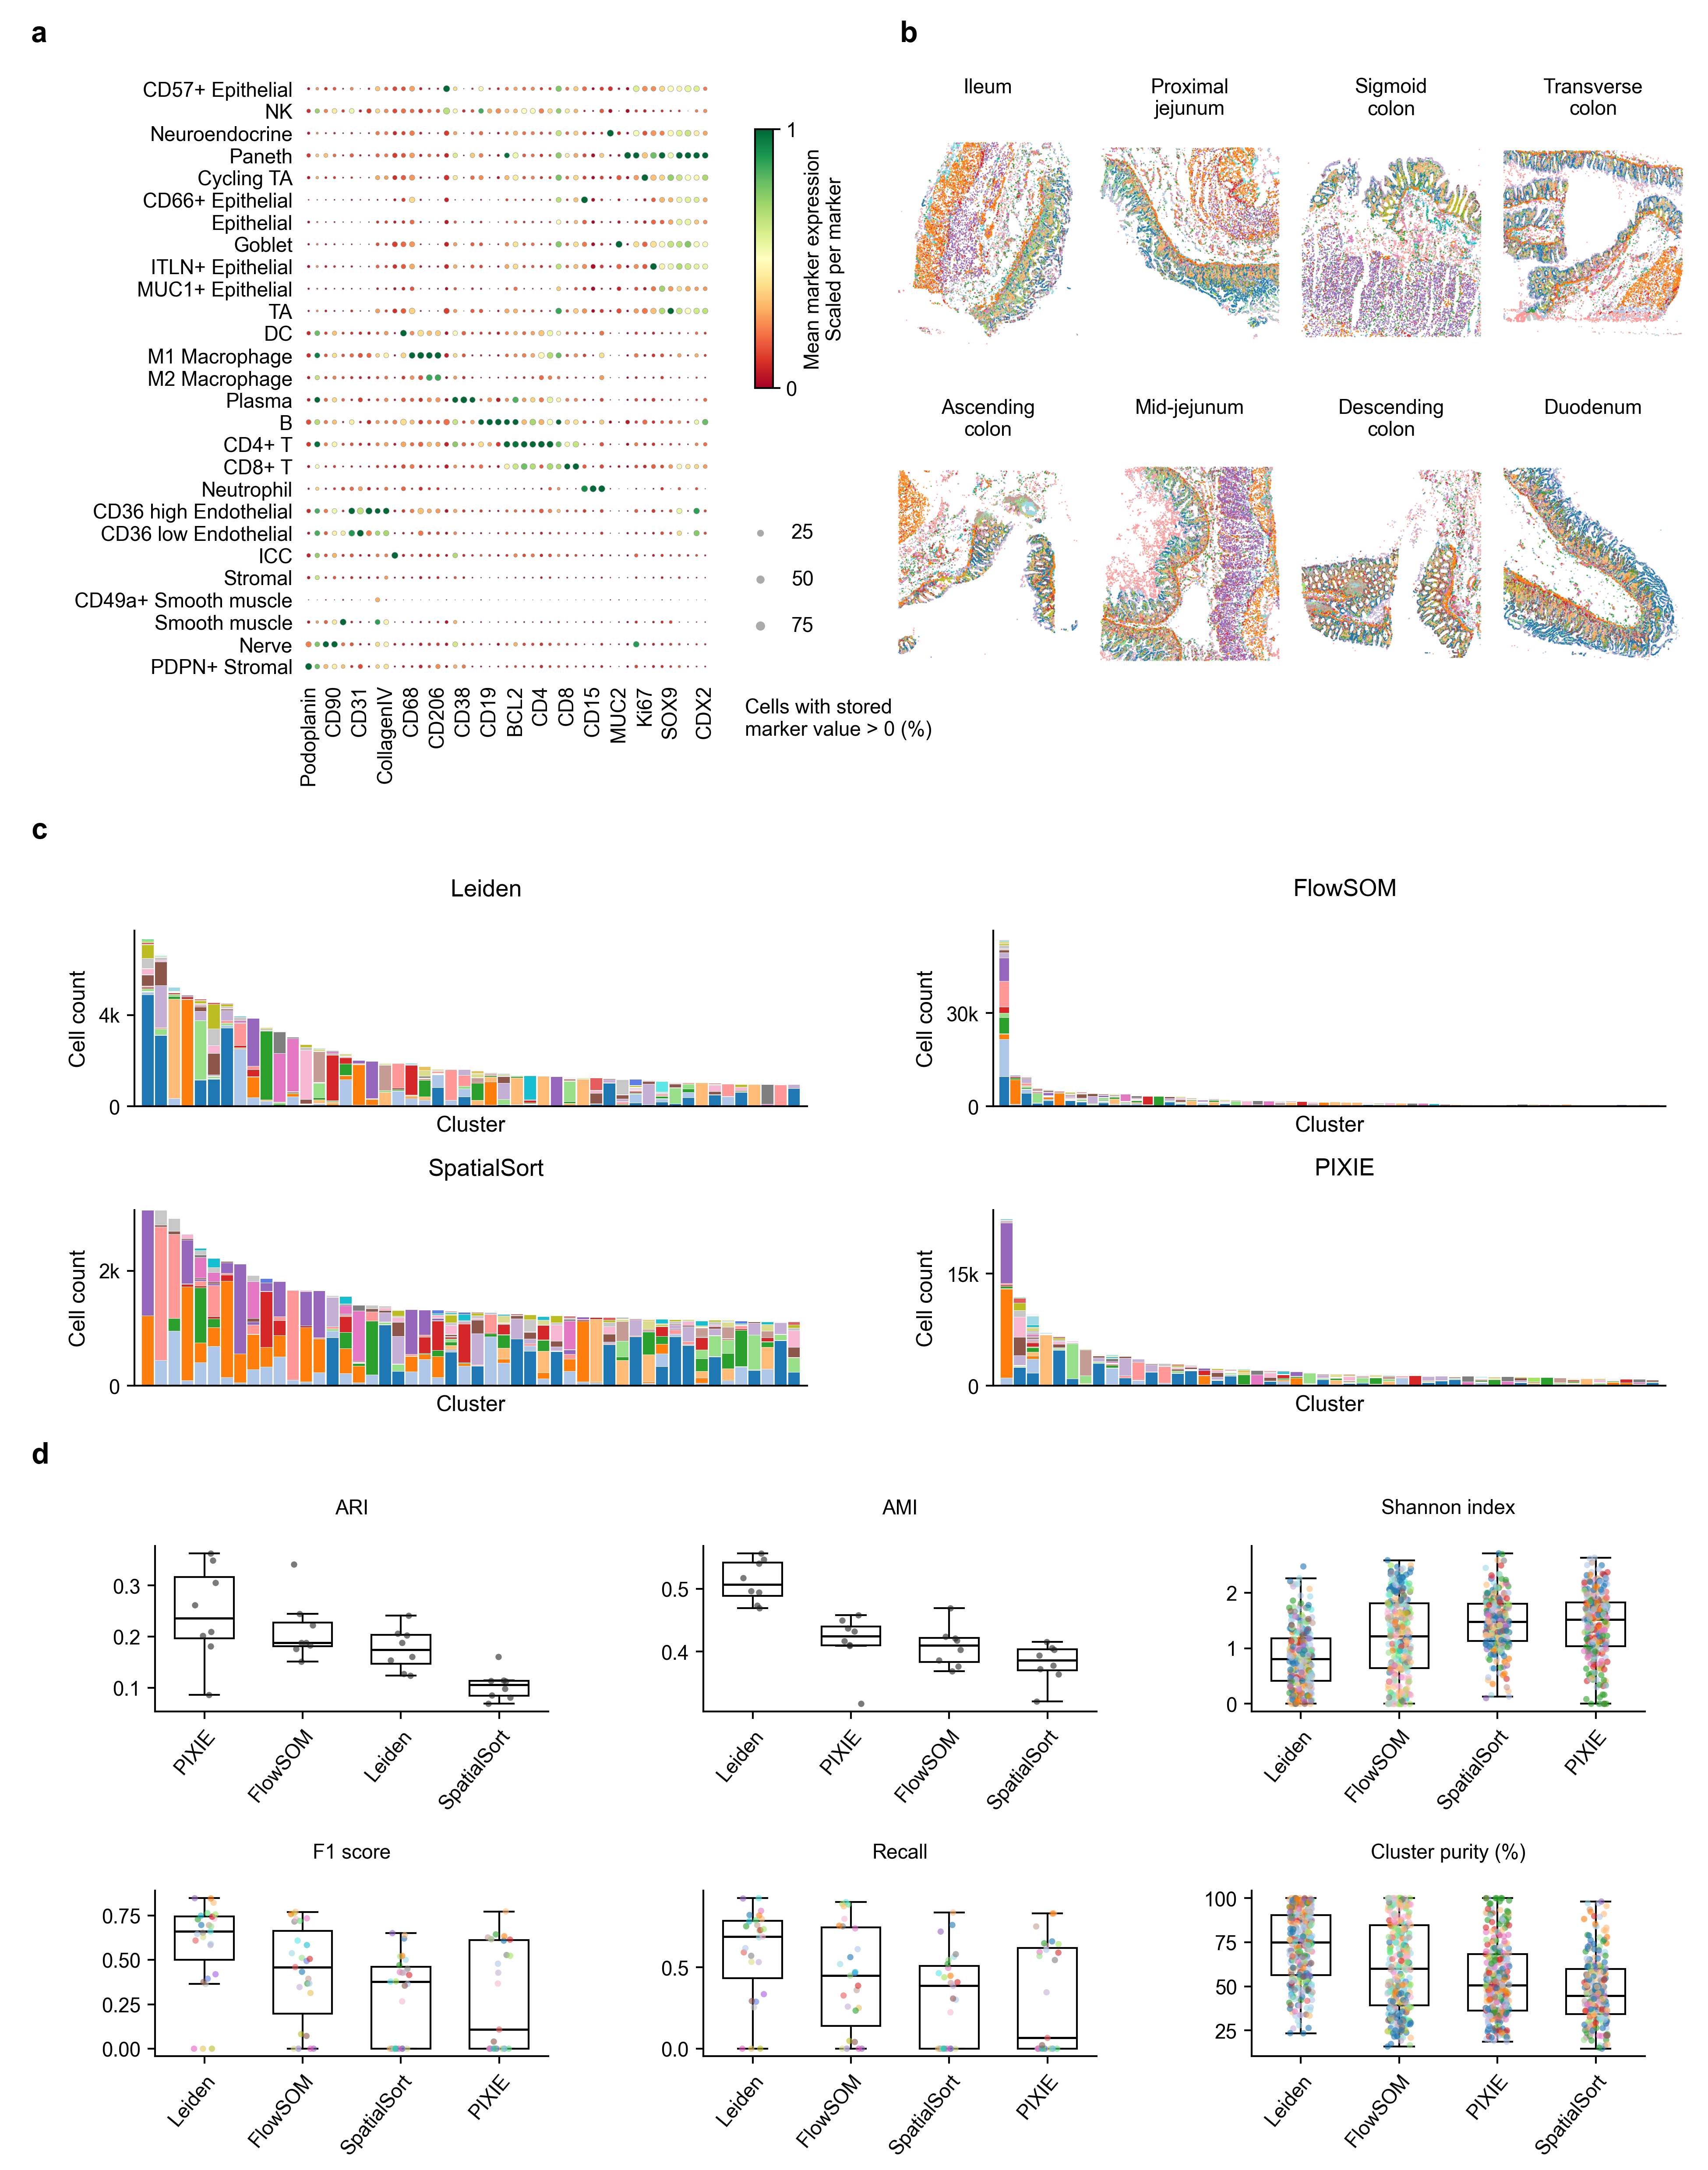 a
CD57+ Epithelial
NK
Neuroendocrine
Paneth
Cycling TA
CD66+ Epithelial
Epithelial
Goblet
ITLN+ Epithelial
MUC1+ Epithelial
TA
DC
M1 Macrophage
M2 Macrophage
Plasma
B
CD4+ T
CD8+ T
Neutrophil
CD36 high Endothelial
CD36 low Endothelial
ICC
Stromal
CD49a+ Smooth muscle
Smooth muscle
Nerve
PDPN+ Stromal
Podoplanin
CD90
CD31
CollagenIV
CD68
CD206
CD38
CD19
BCL2
CD4
CD8
CD15
MUC2
Ki67
SOX9
CDX2
1
0
Mean marker expression
Scaled per marker
25
50
75
Cells with stored
marker value > 0 (%)
b
Ileum
Proximal
jejunum
Sigmoid
colon
Transverse
colon
Ascending
colon
Mid-jejunum
Descending
colon
Duodenum
c
Leiden
Cell count
4k
0
Cluster
FlowSOM
Cell count
30k
0
Cluster
SpatialSort
Cell count
2k
0
Cluster
PIXIE
Cell count
15k
0
Cluster
d
ARI
0.3
0.2
0.1
PIXIE
FlowSOM
Leiden
SpatialSort
AMI
0.5
0.4
Leiden
PIXIE
FlowSOM
SpatialSort
Shannon index
2
1
0
Leiden
FlowSOM
SpatialSort
PIXIE
F1 score
0.75
0.50
0.25
0.00
Leiden
FlowSOM
SpatialSort
PIXIE
Recall
0.5
0.0
Leiden
FlowSOM
SpatialSort
PIXIE
Cluster purity (%)
100
75
50
25
Leiden
FlowSOM
PIXIE
SpatialSort